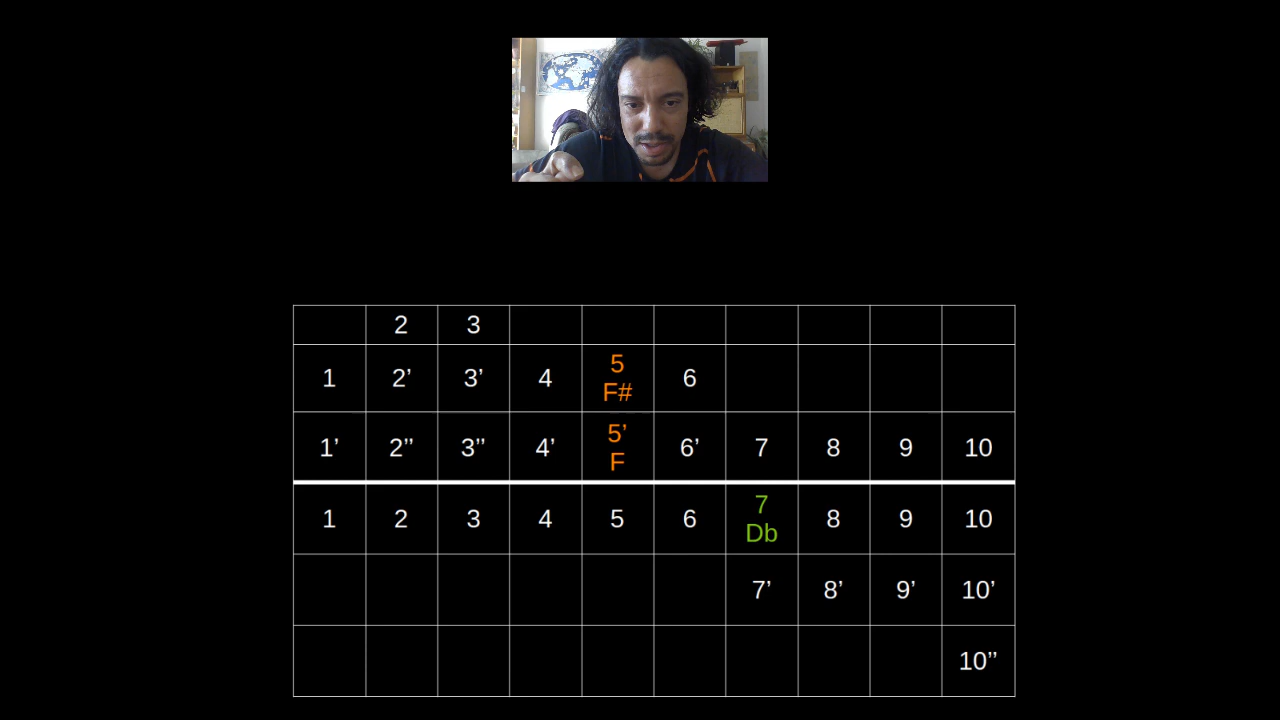 2 3
1 2’ 3’ 4 5 F# 6
1’ 2’’ 3’’ 4’ 5’ F 6’ 7 8 9 10
1 2 3 4 5 6 7 Db 8 9 10
7’ 8’ 9’ 10’
10’’